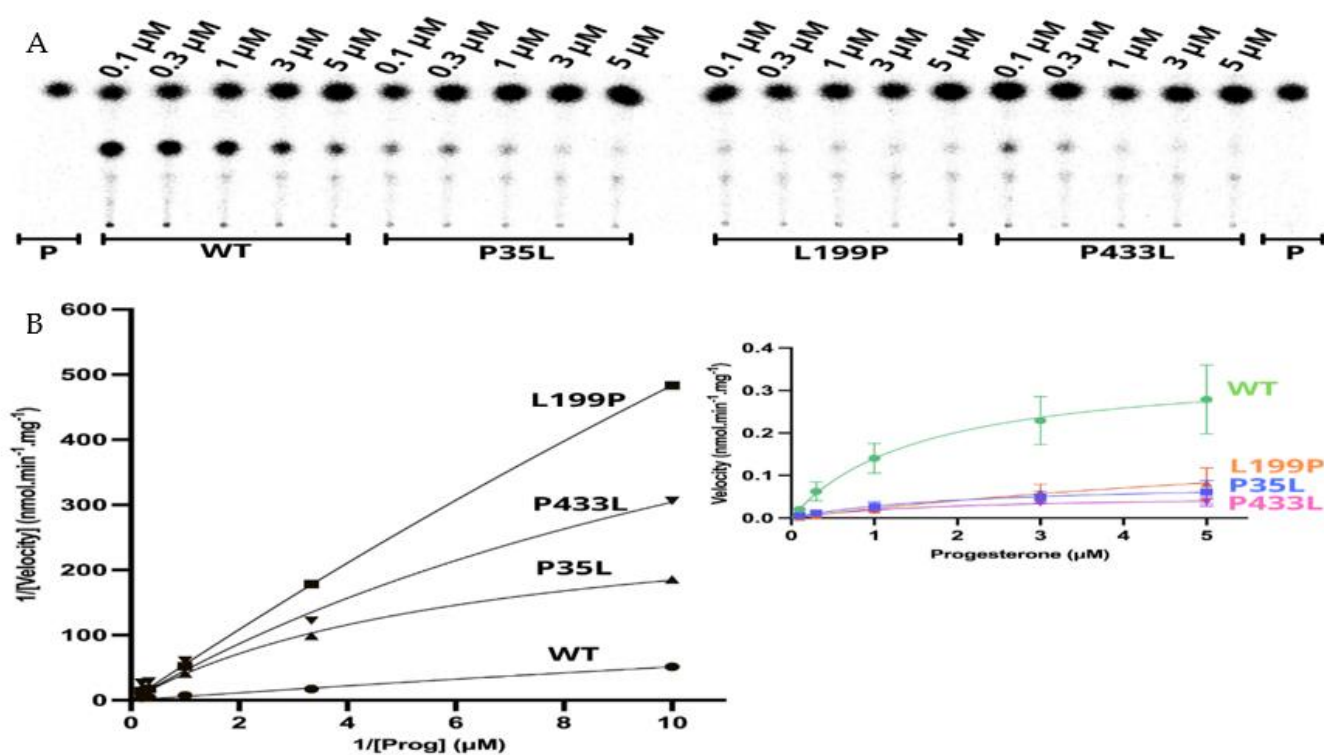 A
0.1 µM 0.3 µM 1 µM 3 µM 5 µM 0.1 µM 0.3 µM 1 µM 3 µM 5 µM 0.1 µM 0.3 µM 1 µM 3 µM 5 µM 0.1 µM 0.3 µM 1 µM 3 µM 5 µM
P WT P35L L199P P433L P
B
600
500
400
300
200
100
0
1/[Velocity] (nmol.min⁻¹.mg⁻¹)
L199P
P433L
P35L
WT
0 2 4 6 8 10
1/[Prog] (µM)
0.4
0.3
0.2
0.1
0.0
Velocity (nmol.min⁻¹.mg⁻¹)
WT
L199P
P35L
P433L
0 1 2 3 4 5
Progesterone (µM)